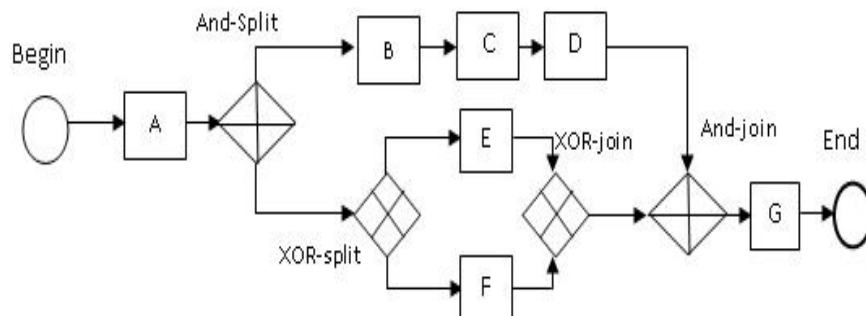 And-Split
Begin
B
C
D
A
E
XOR-join
And-join
End
G
XOR-split
F